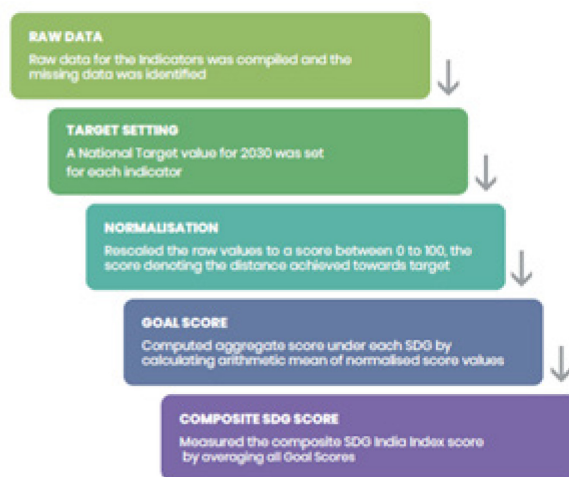 RAW DATA
Raw data for the Indicators was compiled and the
missing data was identified
TARGET SETTING
A National Target value for 2030 was set
for each indicator
NORMALISATION
Rescaled the raw values to a score between 0 to 100, the
score denoting the distance achieved towards target
GOAL SCORE
Computed aggregate score under each SDG by
calculating arithmetic mean of normalised score values
COMPOSITE SDG SCORE
Measured the composite SDG India Index score
by averaging all Goal Scores